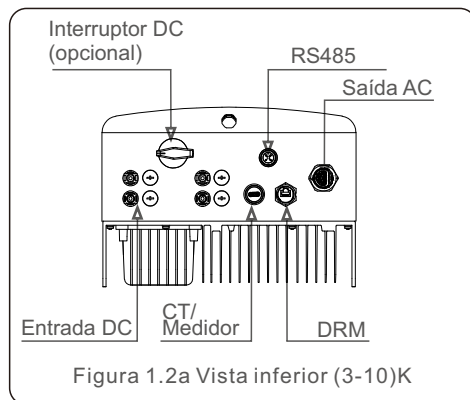 Interruptor DC
(opcional)
RS485
Saída AC
Entrada DC
CT/
Medidor
DRM
Figura 1.2a Vista inferior (3-10)K